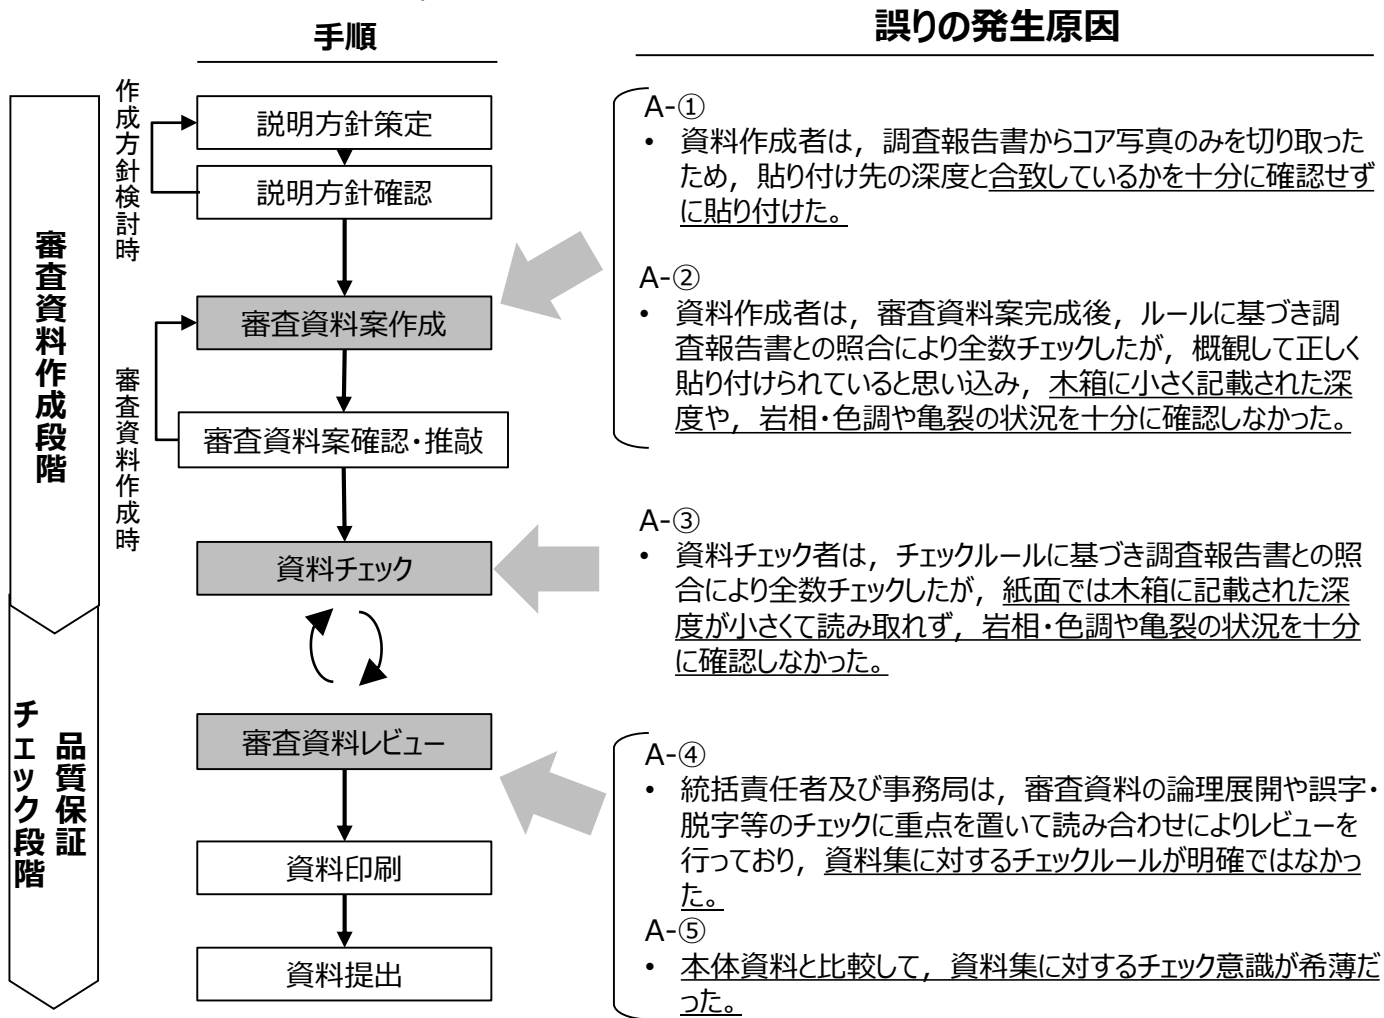 手順
誤りの発生原因
審査資料作成段階
品質保証
チェック段階
作成方針検討時
審査資料作成時
説明方針策定
説明方針確認
審査資料案作成
審査資料案確認・推敲
資料チェック
審査資料レビュー
資料印刷
資料提出
A-①
• 資料作成者は，調査報告書からコア写真のみを切り取った
ため，貼り付け先の深度と合致しているかを十分に確認せず
に貼り付けた。
A-②
• 資料作成者は，審査資料案完成後，ルールに基づき調
査報告書との照合により全数チェックしたが，概観して正しく
貼り付けられていると思い込み，木箱に小さく記載された深
度や，岩相・色調や亀裂の状況を十分に確認しなかった。
A-③
• 資料チェック者は，チェックルールに基づき調査報告書との照
合により全数チェックしたが，紙面では木箱に記載された深
度が小さくて読み取れず，岩相・色調や亀裂の状況を十分
に確認しなかった。
A-④
• 統括責任者及び事務局は，審査資料の論理展開や誤字・
脱字等のチェックに重点を置いて読み合わせによりレビューを
行っており，資料集に対するチェックルールが明確ではなかっ
た。
A-⑤
• 本体資料と比較して，資料集に対するチェック意識が希薄だ
った。